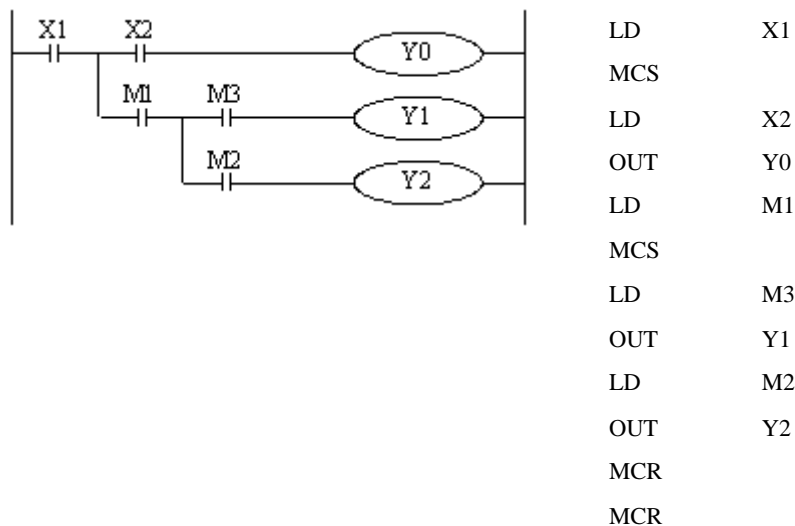 X1 X2 Y0
M1 M3 Y1
M2 Y2
LD X1
MCS
LD X2
OUT Y0
LD M1
MCS
LD M3
OUT Y1
LD M2
OUT Y2
MCR
MCR